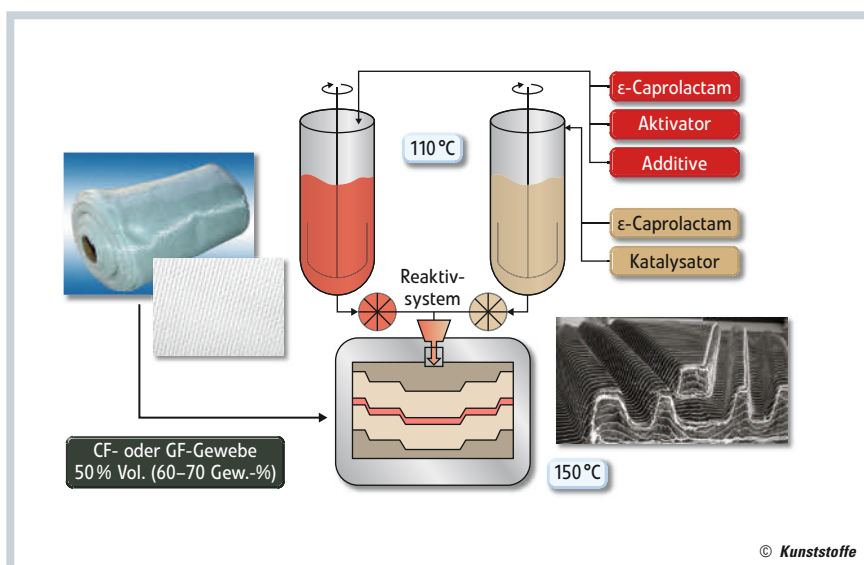 ε-Caprolactam
Aktivator
Additive
110 °C
ε-Caprolactam
Katalysator
Reaktiv-
system
CF- oder GF-Gewebe
50 % Vol. (60–70 Gew.-%)
150 °C
© Kunststoffe